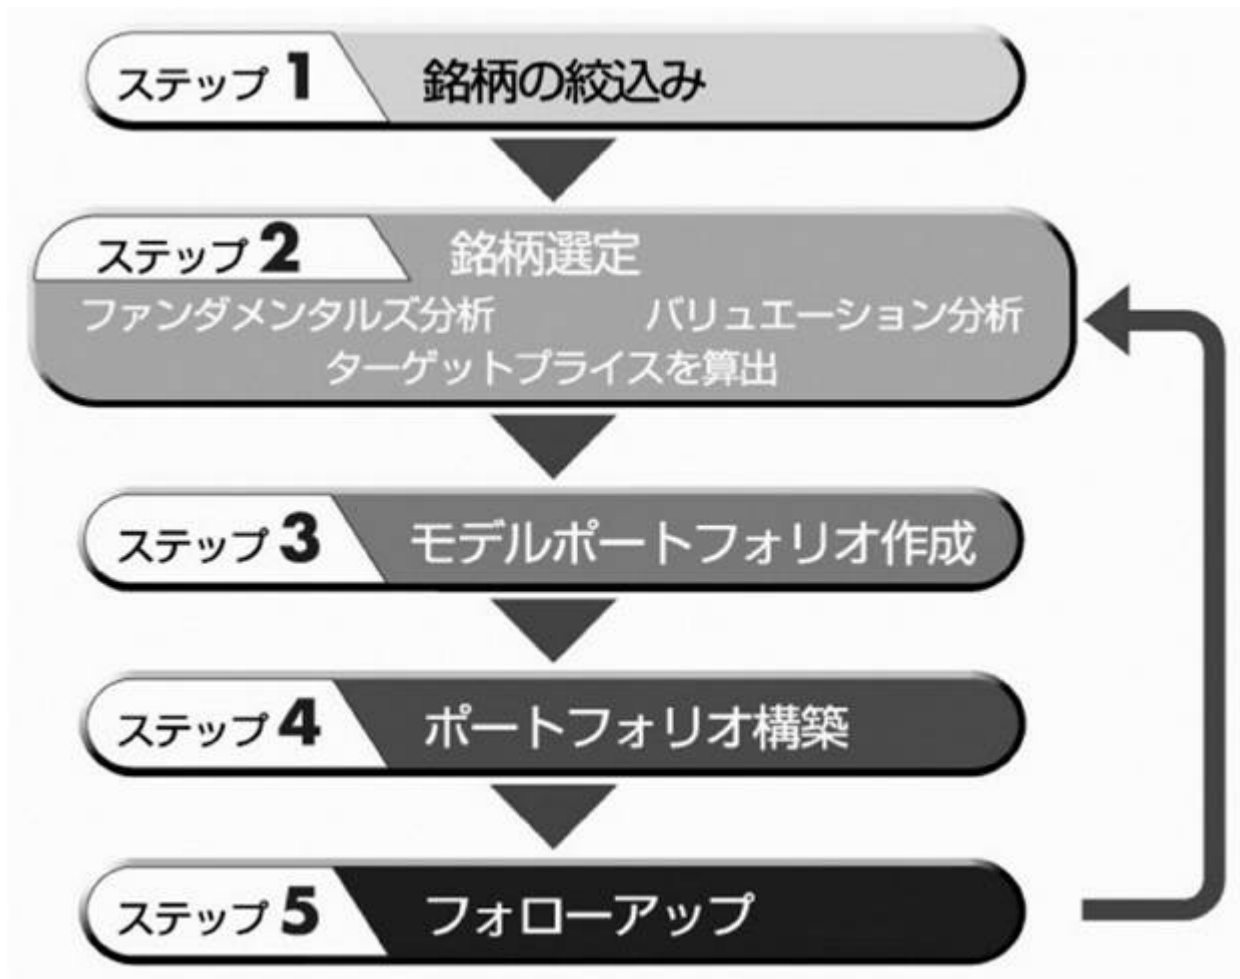 ステップ 1 銘柄の絞込み
ステップ 2 銘柄選定
ファンダメンタルズ分析 バリュエーション分析
ターゲットプライスを算出
ステップ 3 モデルポートフォリオ作成
ステップ 4 ポートフォリオ構築
ステップ 5 フォローアップ